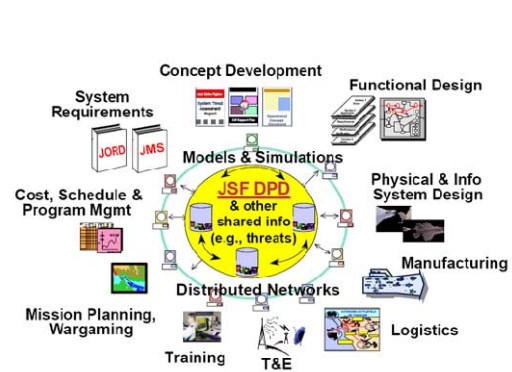 Concept Development
Functional Design
System
Requirements
JORD
JMS
Models & Simulations
JSF DPD
& other
shared info
(e.g., threats)
Physical & Info
System Design
Cost, Schedule &
Program Mgmt
Manufacturing
Distributed Networks
Mission Planning,
Wargaming
Logistics
Training
T&E